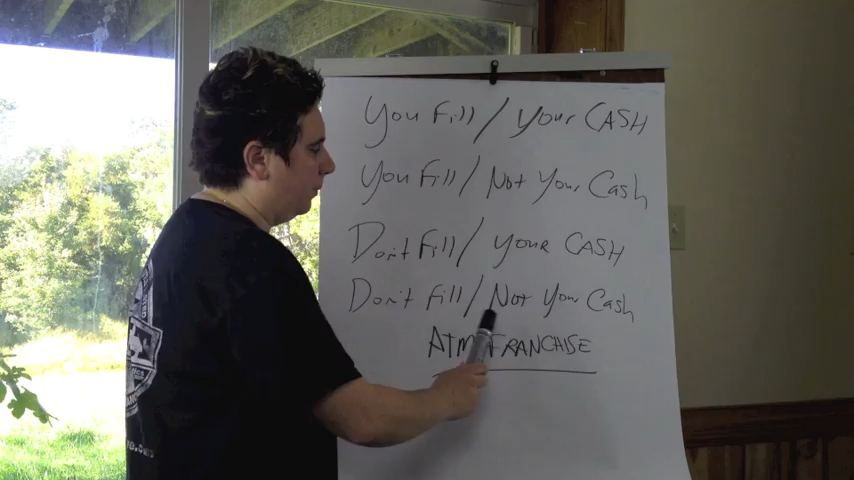 You Fill / Your CASH
You Fill / Not Your Cash
Don't Fill / YOUR CASH
Don't Fill / Not Your Cash
ATM FRANCHISE